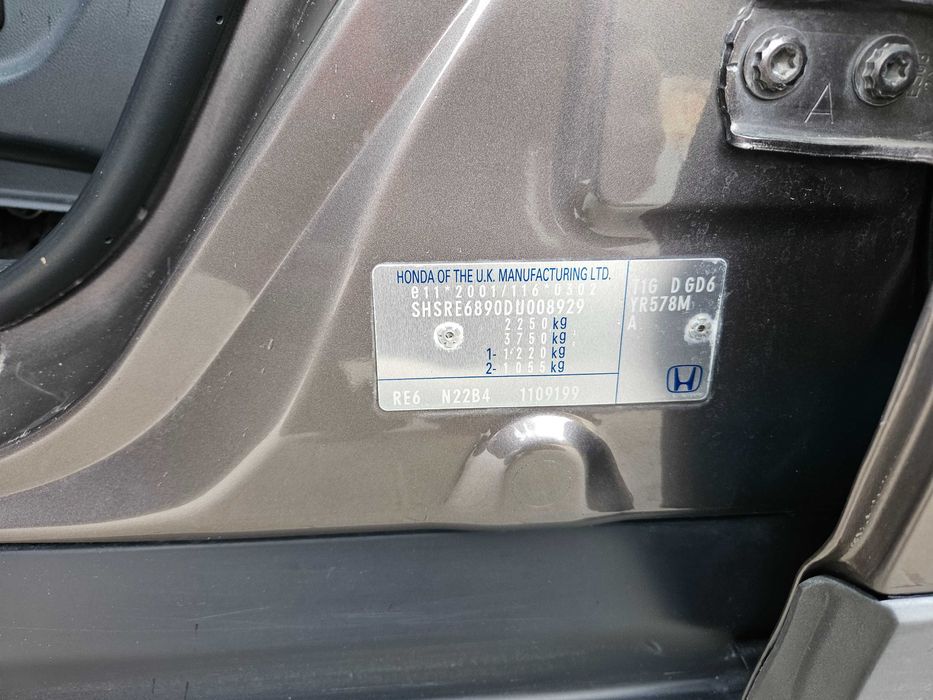 A
HONDA OF THE U.K. MANUFACTURING LTD.
e11*2001/116*0302
SHSRE6890DU008929
2250kg
3750kg
1- 1220kg
2- 1055kg
RE6 N22B4 1109199
T1G D GD6
YR578M
A